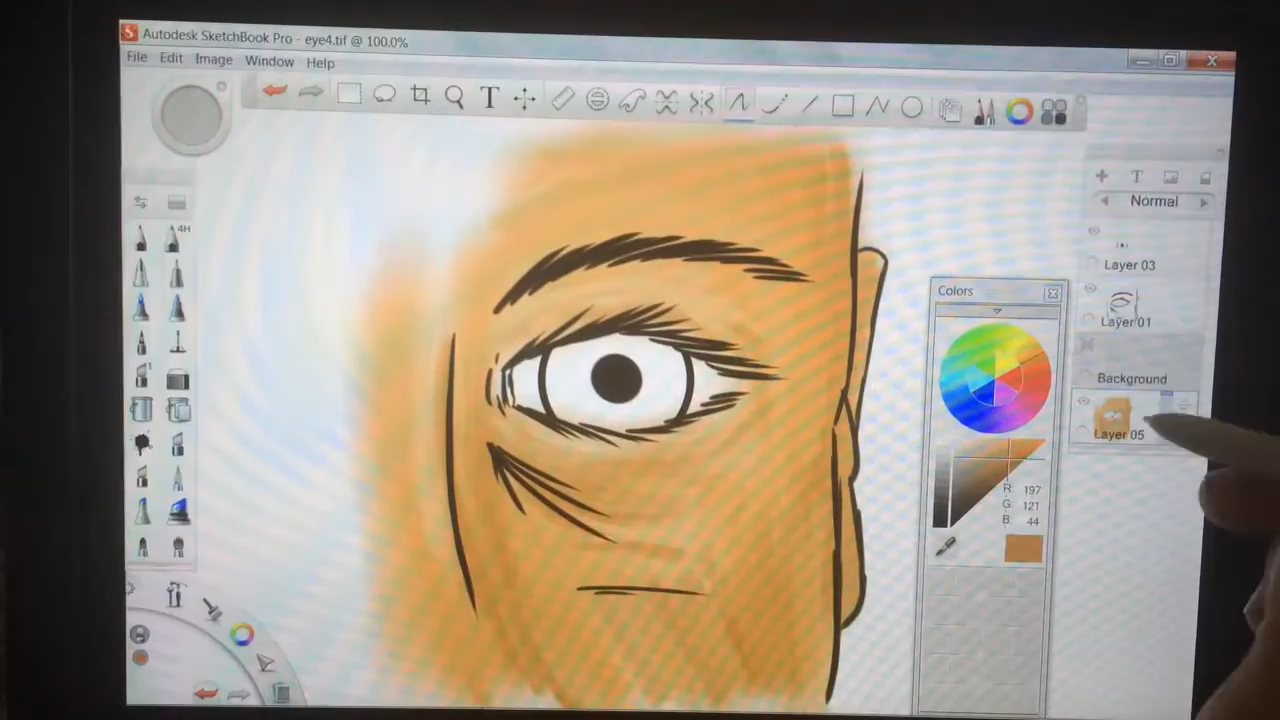 Autodesk SketchBook Pro - eye4.tif @ 100.0%
File Edit Image Window Help
T
T
Normal
4H
Layer 03
Colors
Layer 01
Background
Layer 05
R: 197
G: 121
B: 44